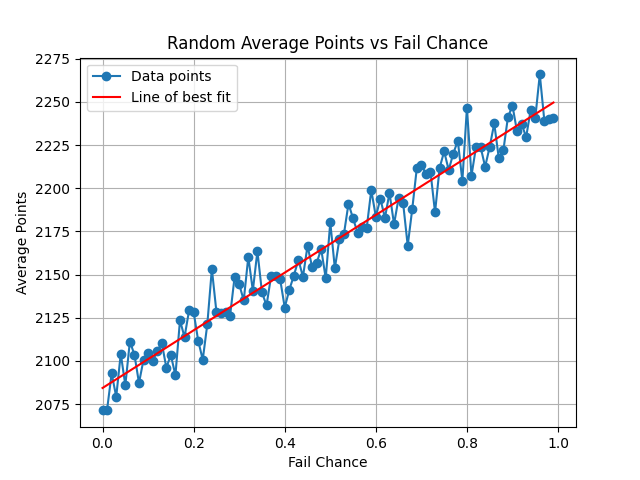 Random Average Points vs Fail Chance
Data points
Line of best fit
Average Points
2275
2250
2225
2200
2175
2150
2125
2100
2075
0.0 0.2 0.4 0.6 0.8 1.0
Fail Chance